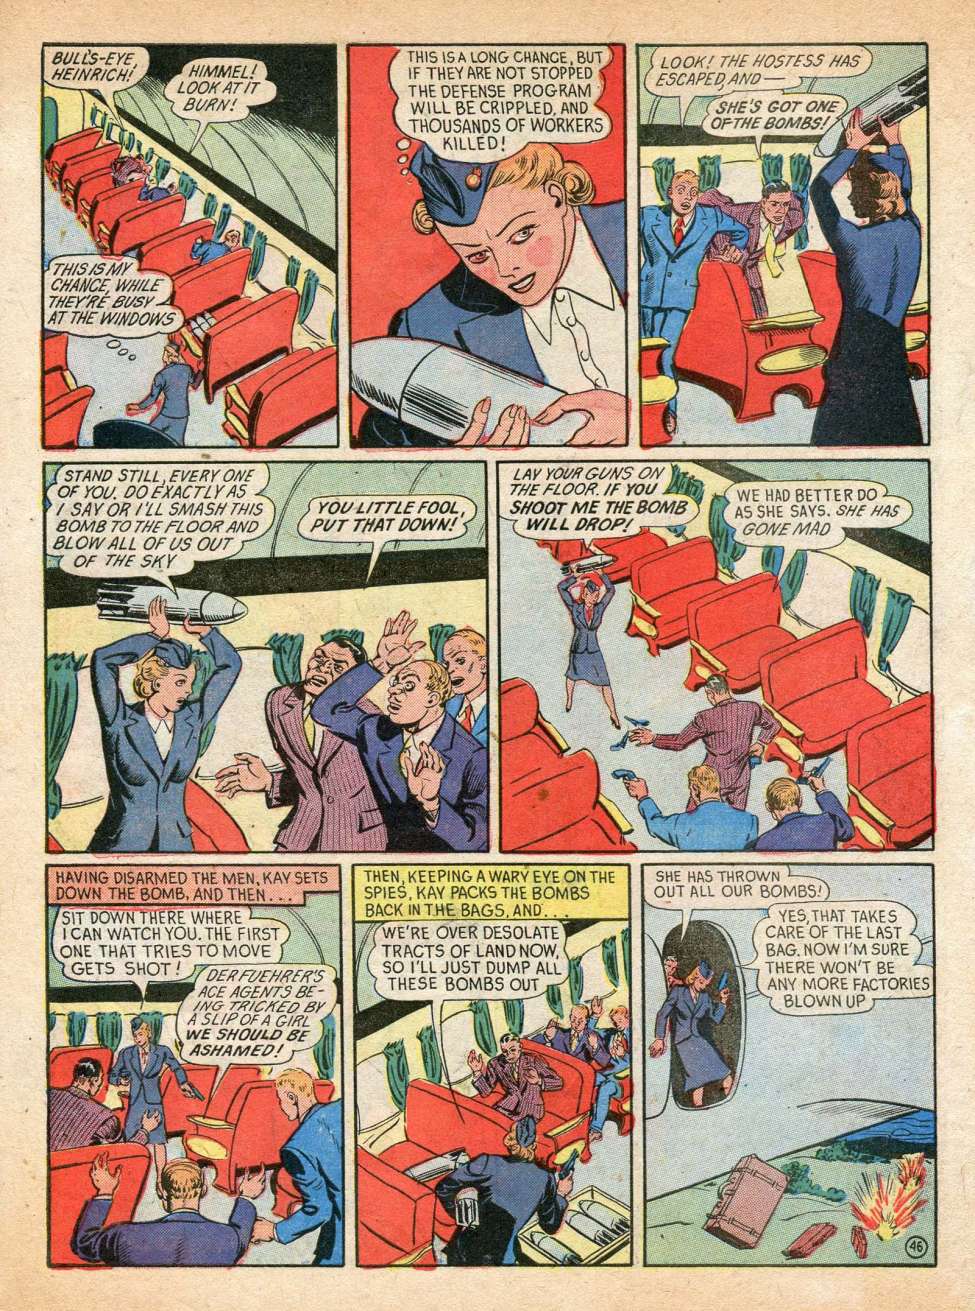 BULL'S-EYE,
HEINRICH!
HIMMEL!
LOOK AT IT
BURN!
THIS IS MY
CHANCE, WHILE
THEY'RE BUSY
AT THE WINDOWS
THIS IS A LONG CHANCE, BUT
IF THEY ARE NOT STOPPED
THE DEFENSE PROGRAM
WILL BE CRIPPLED, AND
THOUSANDS OF WORKERS
KILLED!
LOOK! THE HOSTESS HAS
ESCAPED, AND—
SHE'S GOT ONE
OF THE BOMBS!
STAND STILL, EVERY ONE
OF YOU. DO EXACTLY AS
I SAY OR I'LL SMASH THIS
BOMB TO THE FLOOR AND
BLOW ALL OF US OUT
OF THE SKY
YOU LITTLE FOOL,
PUT THAT DOWN!
LAY YOUR GUNS ON
THE FLOOR. IF YOU
SHOOT ME THE BOMB
WILL DROP!
WE HAD BETTER DO
AS SHE SAYS. SHE HAS
GONE MAD
HAVING DISARMED THE MEN, KAY SETS
DOWN THE BOMB, AND THEN...
SIT DOWN THERE WHERE
I CAN WATCH YOU. THE FIRST
ONE THAT TRIES TO MOVE
GETS SHOT!
DER FUEHRER'S
ACE AGENTS BE-
ING TRICKED BY
A SLIP OF A GIRL
WE SHOULD BE
ASHAMED!
THEN, KEEPING A WARY EYE ON THE
SPIES, KAY PACKS THE BOMBS
BACK IN THE BAGS, AND...
WE'RE OVER DESOLATE
TRACTS OF LAND NOW,
SO I'LL JUST DUMP ALL
THESE BOMBS OUT
SHE HAS THROWN
OUT ALL OUR BOMBS!
YES, THAT TAKES
CARE OF THE LAST
BAG. NOW I'M SURE
THERE WON'T BE
ANY MORE FACTORIES
BLOWN UP
46